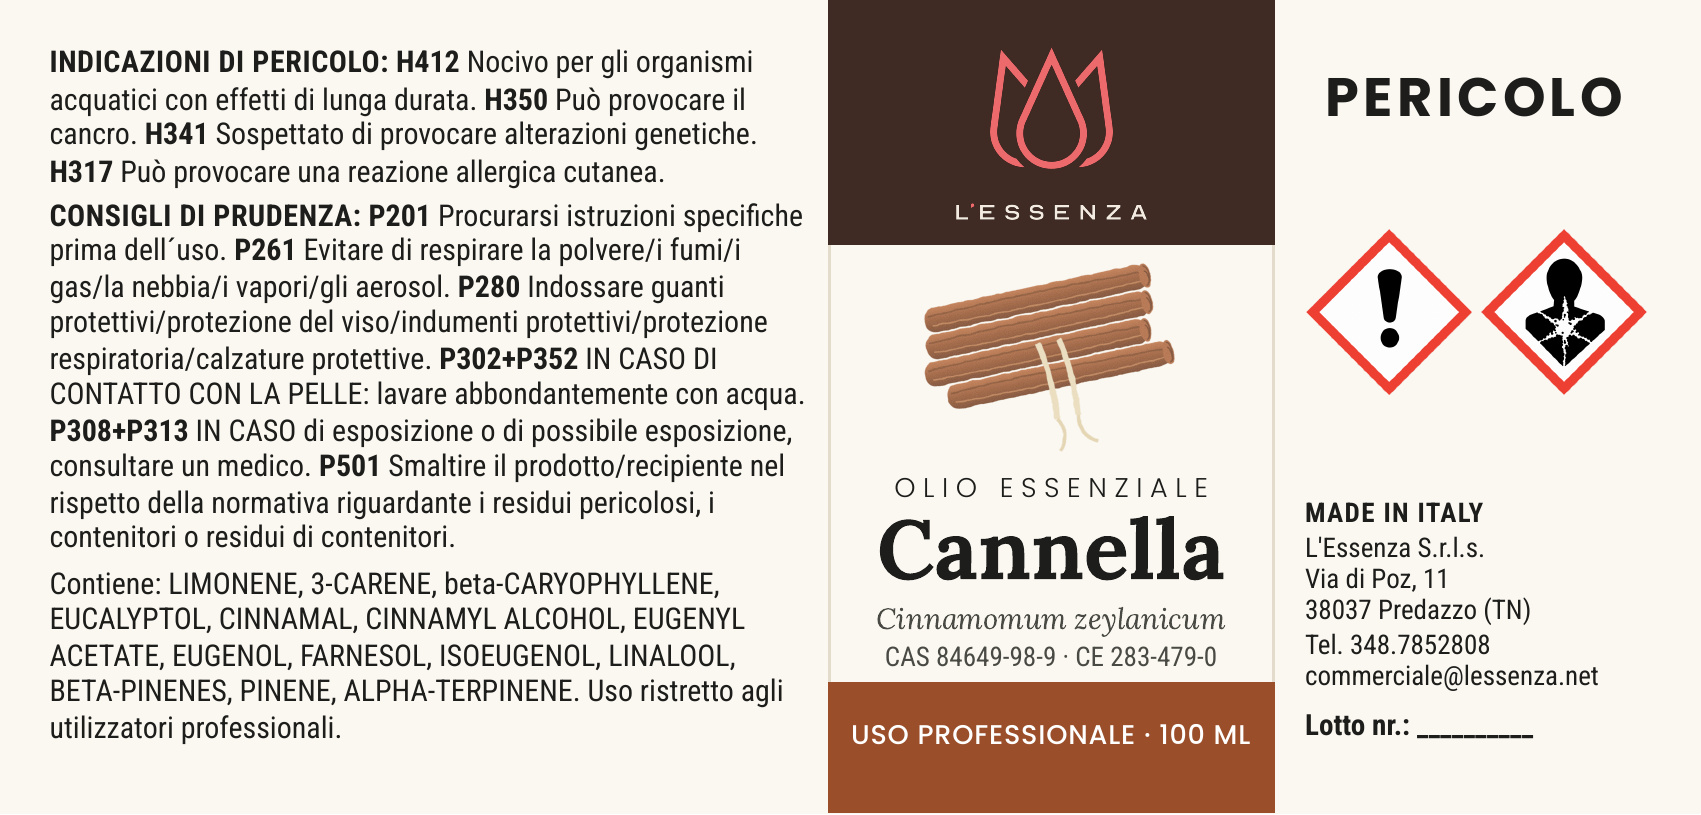 INDICAZIONI DI PERICOLO: H412 Nocivo per gli organismi
acquatici con effetti di lunga durata. H350 Può provocare il
cancro. H341 Sospettato di provocare alterazioni genetiche.
H317 Può provocare una reazione allergica cutanea.
CONSIGLI DI PRUDENZA: P201 Procurarsi istruzioni specifiche
prima dell´uso. P261 Evitare di respirare la polvere/i fumi/i
gas/la nebbia/i vapori/gli aerosol. P280 Indossare guanti
protettivi/protezione del viso/indumenti protettivi/protezione
respiratoria/calzature protettive. P302+P352 IN CASO DI
CONTATTO CON LA PELLE: lavare abbondantemente con acqua.
P308+P313 IN CASO di esposizione o di possibile esposizione,
consultare un medico. P501 Smaltire il prodotto/recipiente nel
rispetto della normativa riguardante i residui pericolosi, i
contenitori o residui di contenitori.
Contiene: LIMONENE, 3-CARENE, beta-CARYOPHYLLENE,
EUCALYPTOL, CINNAMAL, CINNAMYL ALCOHOL, EUGENYL
ACETATE, EUGENOL, FARNESOL, ISOEUGENOL, LINALOOL,
BETA-PINENES, PINENE, ALPHA-TERPINENE. Uso ristretto agli
utilizzatori professionali.
L'ESSENZA
OLIO ESSENZIALE
Cannella
Cinnamomum zeylanicum
CAS 84649-98-9 · CE 283-479-0
USO PROFESSIONALE · 100 ML
PERICOLO
MADE IN ITALY
L'Essenza S.r.l.s.
Via di Poz, 11
38037 Predazzo (TN)
Tel. 348.7852808
commerciale@lessenza.net
Lotto nr.: __________